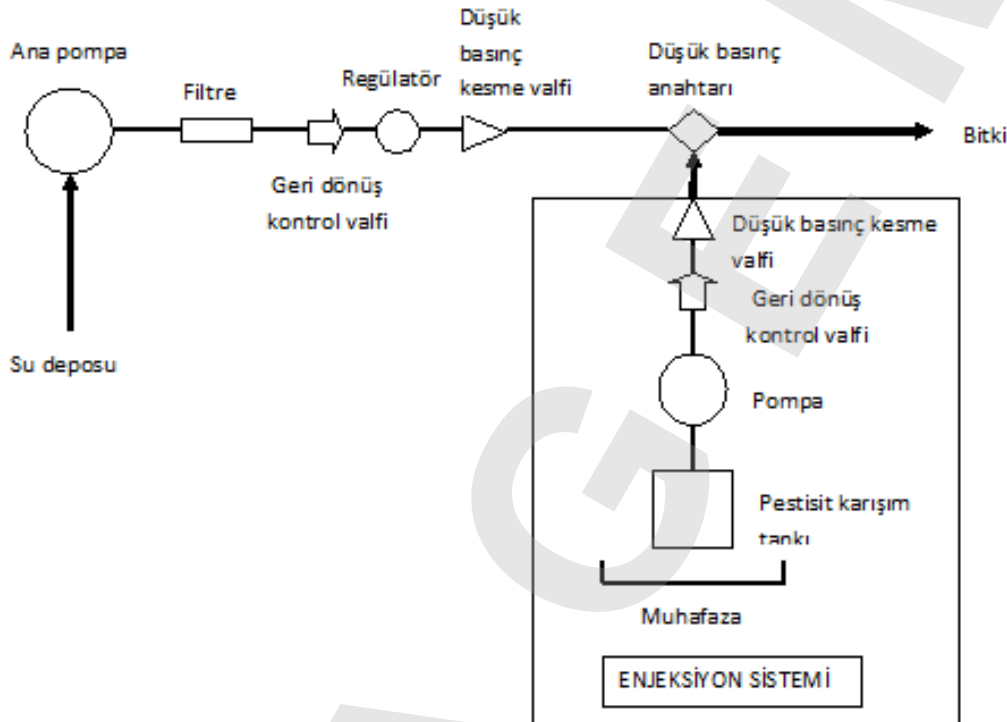 Ana pompa
Filtre
Geri dönüş
kontrol valfi
Regülatör
Düşük
basınç
kesme valfi
Düşük basınç
anahtarı
Bitki
Su deposu
Düşük basınç kesme
valfi
Geri dönüş
kontrol valfi
Pompa
Pestisit karışım
tankı
Muhafaza
ENJEKSİYON SİSTEMİ